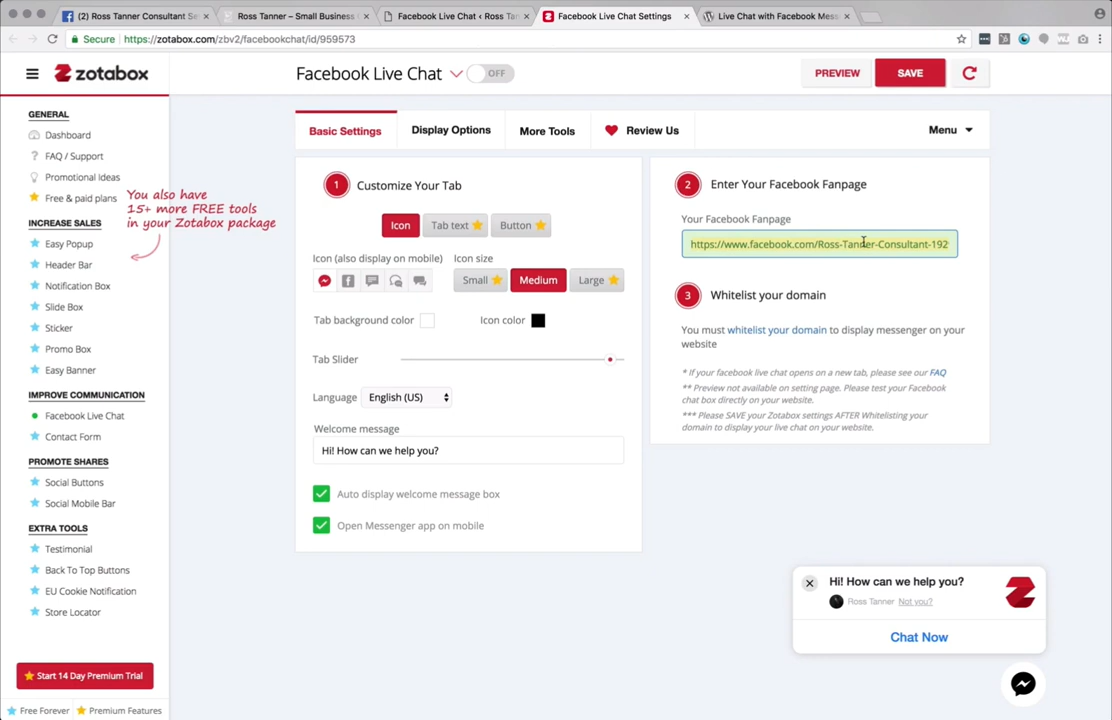 (2) Ross Tanner Consultant Se
Ross Tanner – Small Business
Facebook Live Chat ‹ Ross Tan
Facebook Live Chat Settings
Live Chat with Facebook Mess
Secure
https://zotabox.com/zbv2/facebookchat/id/959573
zotabox
Facebook Live Chat
OFF
PREVIEW
SAVE
GENERAL
Dashboard
FAQ / Support
Promotional Ideas
Free & paid plans
You also have
15+ more FREE tools
in your Zotabox package
INCREASE SALES
Easy Popup
Header Bar
Notification Box
Slide Box
Sticker
Promo Box
Easy Banner
IMPROVE COMMUNICATION
Facebook Live Chat
Contact Form
PROMOTE SHARES
Social Buttons
Social Mobile Bar
EXTRA TOOLS
Testimonial
Back To Top Buttons
EU Cookie Notification
Store Locator
Start 14 Day Premium Trial
Free Forever
Premium Features
Basic Settings
Display Options
More Tools
Review Us
Menu
1
Customize Your Tab
Icon
Tab text
Button
Icon (also display on mobile)
Icon size
Small
Medium
Large
Tab background color
Icon color
Tab Slider
Language
English (US)
Welcome message
Hi! How can we help you?
Auto display welcome message box
Open Messenger app on mobile
2
Enter Your Facebook Fanpage
Your Facebook Fanpage
https://www.facebook.com/Ross-Tanner-Consultant-192
3
Whitelist your domain
You must whitelist your domain to display messenger on your
website
* If your facebook live chat opens on a new tab, please see our FAQ
** Preview not available on setting page. Please test your Facebook
chat box directly on your website.
*** Please SAVE your Zotabox settings AFTER Whitelisting your
domain to display your live chat on your website.
Hi! How can we help you?
Ross Tanner Not you?
Chat Now